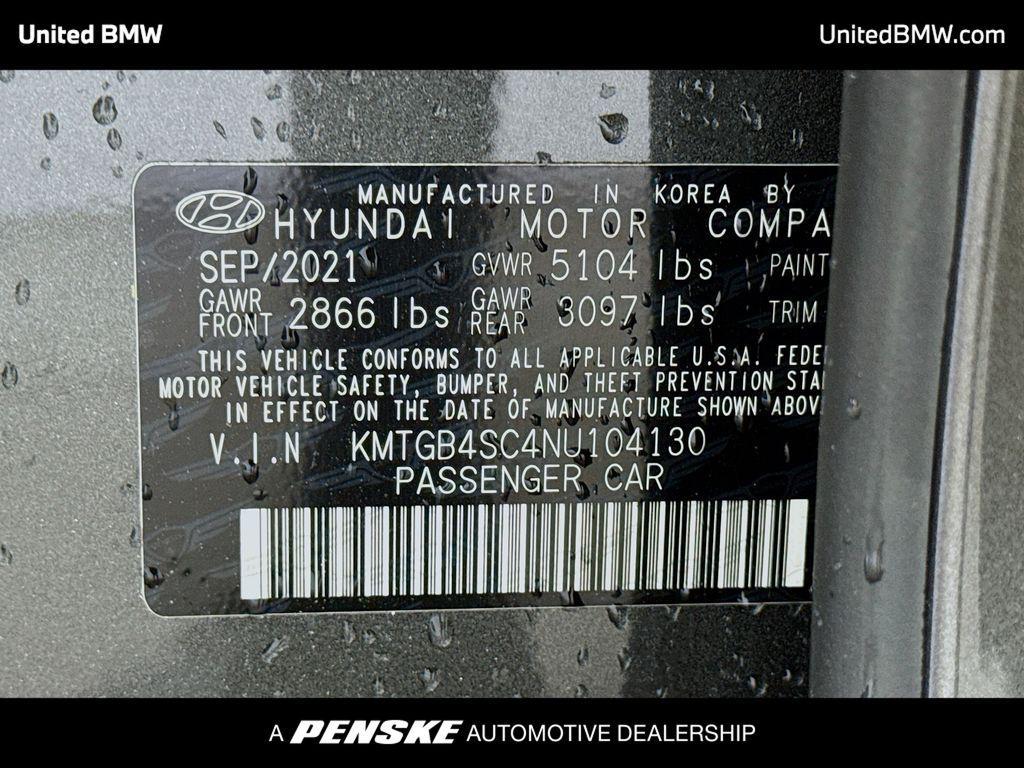 United BMW
UnitedBMW.com
MANUFACTURED IN KOREA BY
HYUNDAI MOTOR COMPA
SEP/2021 GVWR 5104 lbs PAINT
GAWR FRONT 2866 lbs GAWR REAR 3097 lbs TRIM
THIS VEHICLE CONFORMS TO ALL APPLICABLE U.S.A. FEDE
MOTOR VEHICLE SAFETY, BUMPER, AND THEFT PREVENTION STA
IN EFFECT ON THE DATE OF MANUFACTURE SHOWN ABOV
V.I.N KMTGB4SC4NU104130
PASSENGER CAR
A PENSKE AUTOMOTIVE DEALERSHIP